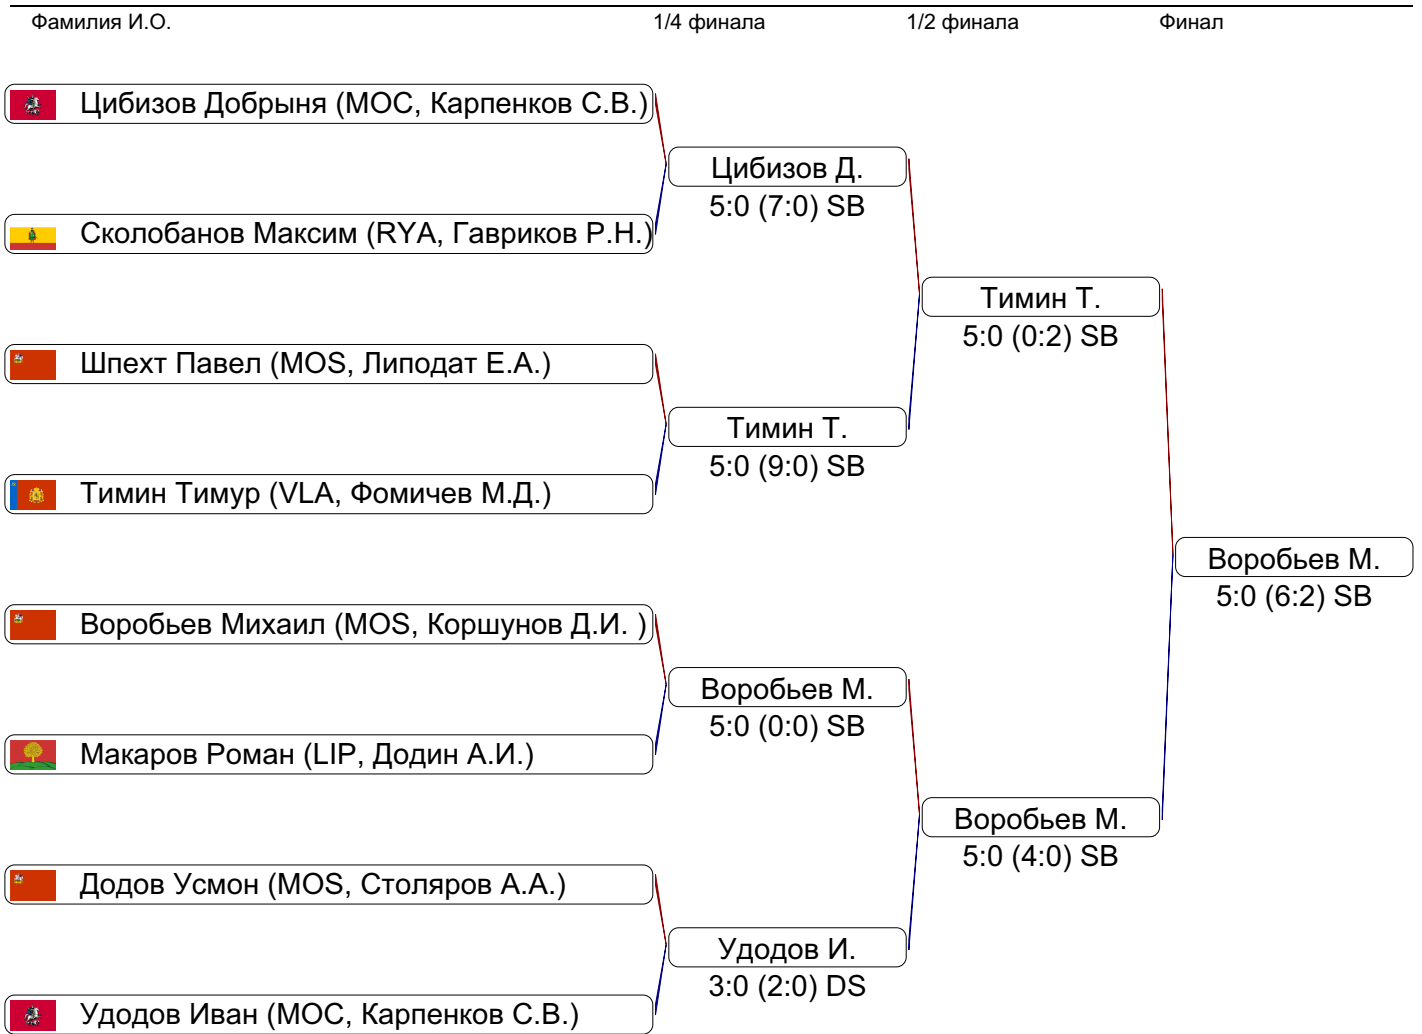 Фамилия И.О. 1/4 финала 1/2 финала Финал
Цибизов Добрыня (МОС, Карпенков С.В.)
Цибизов Д.
5:0 (7:0) SB
Сколобанов Максим (RYA, Гавриков Р.Н.)
Тимин Т.
5:0 (0:2) SB
Шпехт Павел (MOS, Липодат Е.А.)
Тимин Т.
5:0 (9:0) SB
Тимин Тимур (VLA, Фомичев М.Д.)
Воробьев М.
5:0 (6:2) SB
Воробьев Михаил (MOS, Коршунов Д.И. )
Воробьев М.
5:0 (0:0) SB
Макаров Роман (LIP, Додин А.И.)
Воробьев М.
5:0 (4:0) SB
Додов Усмон (MOS, Столяров А.А.)
Удодов И.
3:0 (2:0) DS
Удодов Иван (МОС, Карпенков С.В.)